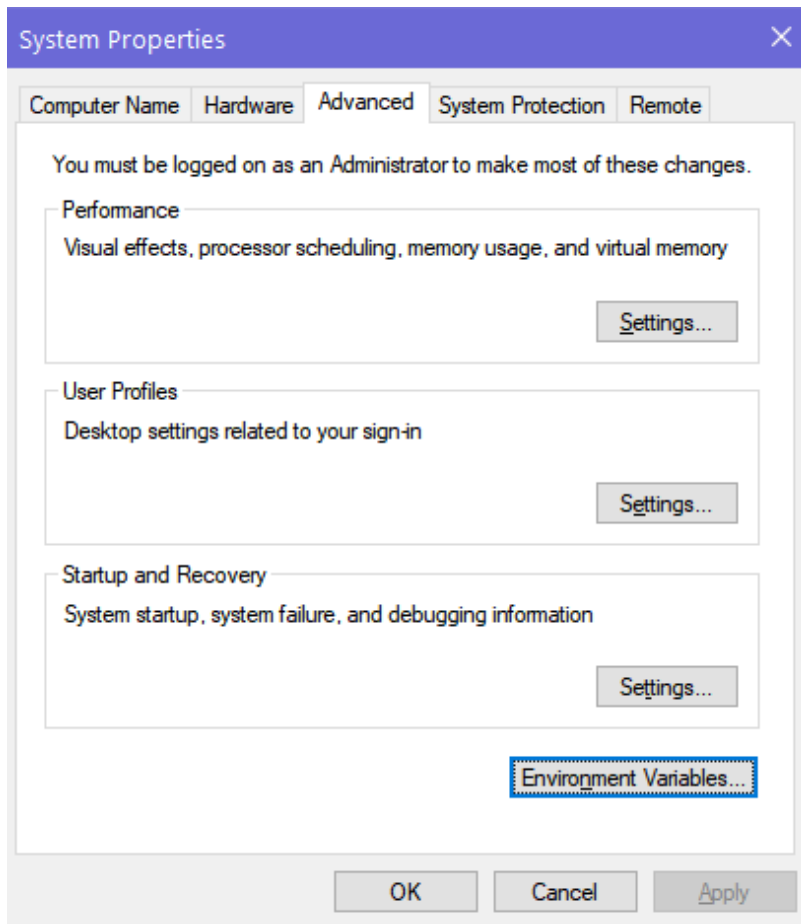 System Properties
Computer Name
Hardware
Advanced
System Protection
Remote
You must be logged on as an Administrator to make most of these changes.
Performance
Visual effects, processor scheduling, memory usage, and virtual memory
Settings...
User Profiles
Desktop settings related to your sign-in
Settings...
Startup and Recovery
System startup, system failure, and debugging information
Settings...
Environment Variables...
OK
Cancel
Apply